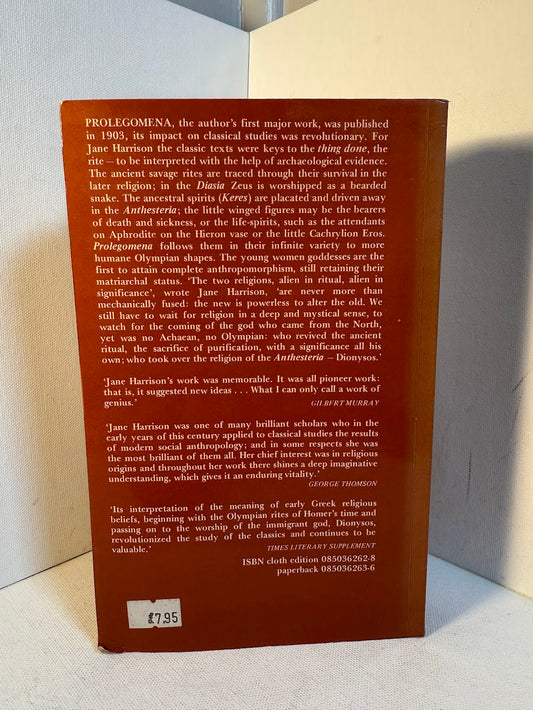 PROLEGOMENA, the author's first major work, was published
in 1903, its impact on classical studies was revolutionary. For
Jane Harrison the classic texts were keys to the thing done, the
rite – to be interpreted with the help of archaeological evidence.
The ancient savage rites are traced through their survival in the
later religion; in the Diasia Zeus is worshipped as a bearded
snake. The ancestral spirits (Keres) are placated and driven away
in the Anthesteria; the little winged figures may be the bearers
of death and sickness, or the life-spirits, such as the attendants
on Aphrodite on the Hieron vase or the little Cachrylion Eros.
Prolegomena follows them in their infinite variety to more
humane Olympian shapes. The young women goddesses are the
first to attain complete anthropomorphism, still retaining their
matriarchal status. 'The two religions, alien in ritual, alien in
significance', wrote Jane Harrison, 'are never more than
mechanically fused: the new is powerless to alter the old. We
still have to wait for religion in a deep and mystical sense, to
watch for the coming of the god who came from the North,
yet was no Achaean, no Olympian: who revived the ancient
ritual, the sacrifice of purification, with a significance all his
own; who took over the religion of the Anthesteria – Dionysos.'
'Jane Harrison's work was memorable. It was all pioneer work:
that is, it suggested new ideas . . . What I can only call a work of
genius.'
GILBERT MURRAY
'Jane Harrison was one of many brilliant scholars who in the
early years of this century applied to classical studies the results
of modern social anthropology; and in some respects she was
the most brilliant of them all. Her chief interest was in religious
origins and throughout her work there shines a deep imaginative
understanding, which gives it an enduring vitality.'
GEORGE THOMSON
'Its interpretation of the meaning of early Greek religious
beliefs, beginning with the Olympian rites of Homer's time and
passing on to the worship of the immigrant god, Dionysos,
revolutionized the study of the classics and continues to be
valuable.'
TIMES LITERARY SUPPLEMENT
ISBN cloth edition 085036262-8
paperback 085036263-6
£7.95